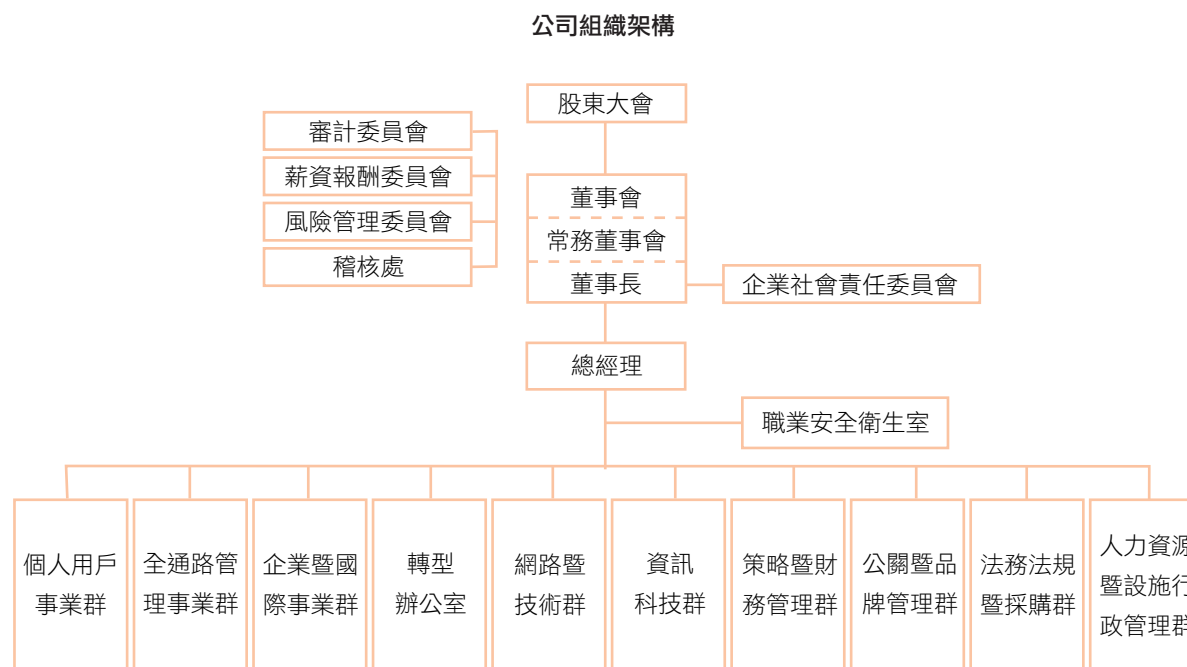 公司組織架構
股東大會
審計委員會
薪資報酬委員會
風險管理委員會
稽核處
董事會
常務董事會
董事長
企業社會責任委員會
總經理
職業安全衛生室
個人用戶
事業群
全通路管
理事業群
企業暨國
際事業群
轉型
辦公室
網路暨
技術群
資訊
科技群
策略暨財
務管理群
公關暨品
牌管理群
法務法規
暨採購群
人力資源
暨設施行
政管理群